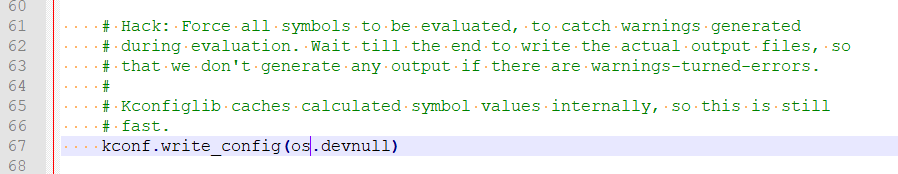 60
61 # Hack: Force all symbols to be evaluated, to catch warnings generated
62 # during evaluation. Wait till the end to write the actual output files, so
63 # that we don't generate any output if there are warnings-turned-errors.
64 #
65 # Kconfiglib caches calculated symbol values internally, so this is still
66 # fast.
67 kconf.write_config(os.devnull)
68